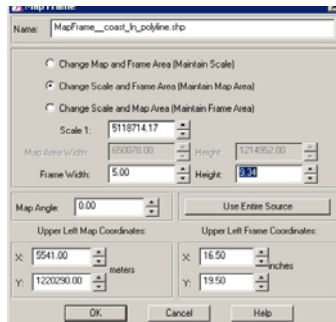 Map Frame
Name: MapFrame__coast_ln_polyline.shp
Change Map and Frame Area (Maintain Scale)
Change Scale and Frame Area (Maintain Map Area)
Change Scale and Map Area (Maintain Frame Area)
Scale 1: 5118714.17
Map Area Width: 650078.00 Height: 1214952.00
Frame Width: 5.00 Height: 9.34
Map Angle: 0.00 Use Entire Source
Upper Left Map Coordinates: Upper Left Frame Coordinates:
X: 5541.00 meters X: 16.50 inches
Y: 1220290.00 Y: 19.50
OK Cancel Help